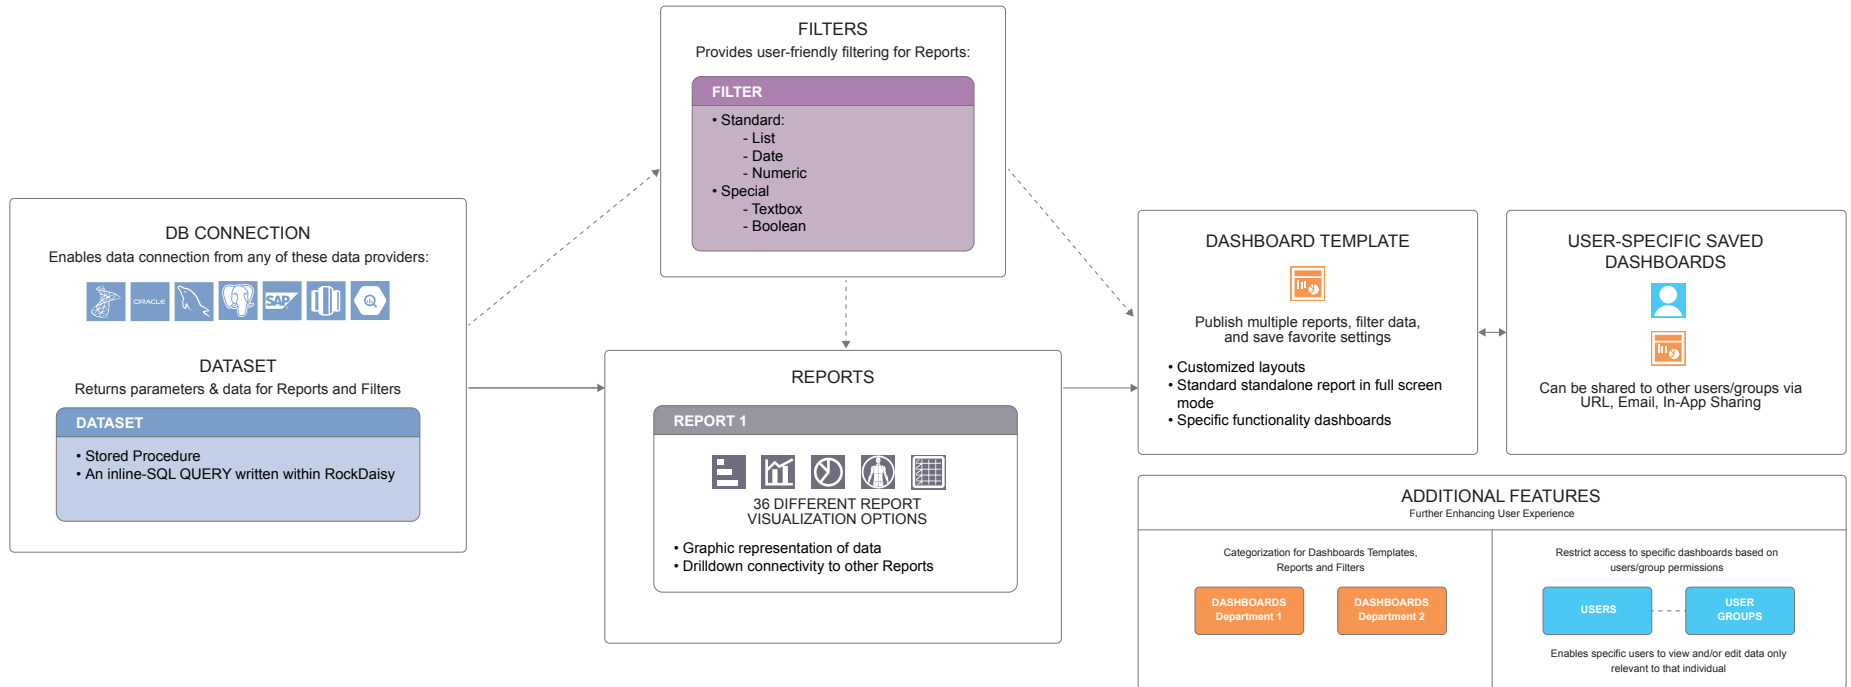 FILTERS
Provides user-friendly filtering for Reports:
FILTER
• Standard:
- List
- Date
- Numeric
• Special
- Textbox
- Boolean
DB CONNECTION
Enables data connection from any of these data providers:
ORACLE
SAP
DATASET
Returns parameters & data for Reports and Filters
DATASET
• Stored Procedure
• An inline-SQL QUERY written within RockDaisy
REPORTS
REPORT 1
36 DIFFERENT REPORT
VISUALIZATION OPTIONS
• Graphic representation of data
• Drilldown connectivity to other Reports
DASHBOARD TEMPLATE
Publish multiple reports, filter data,
and save favorite settings
• Customized layouts
• Standard standalone report in full screen
mode
• Specific functionality dashboards
USER-SPECIFIC SAVED
DASHBOARDS
Can be shared to other users/groups via
URL, Email, In-App Sharing
ADDITIONAL FEATURES
Further Enhancing User Experience
Categorization for Dashboards Templates,
Reports and Filters
DASHBOARDS
Department 1
DASHBOARDS
Department 2
Restrict access to specific dashboards based on
users/group permissions
USERS
USER
GROUPS
Enables specific users to view and/or edit data only
relevant to that individual